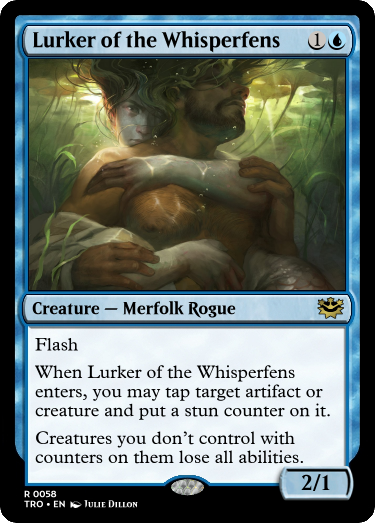 Lurker of the Whisperfens 1
Creature — Merfolk Rogue
Flash
When Lurker of the Whisperfens
enters, you may tap target artifact or
creature and put a stun counter on it.
Creatures you don't control with
counters on them lose all abilities.
2/1
R 0058
TRO • EN Julie Dillon